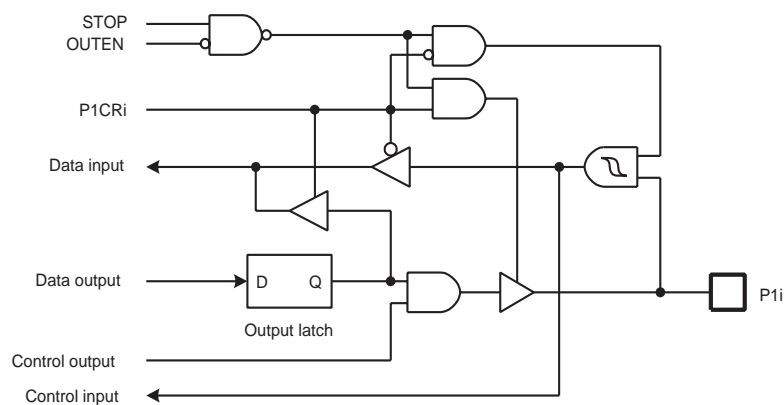 STOP
OUTEN
P1CRi
Data input
Data output
D Q
P1i
Output latch
Control output
Control input